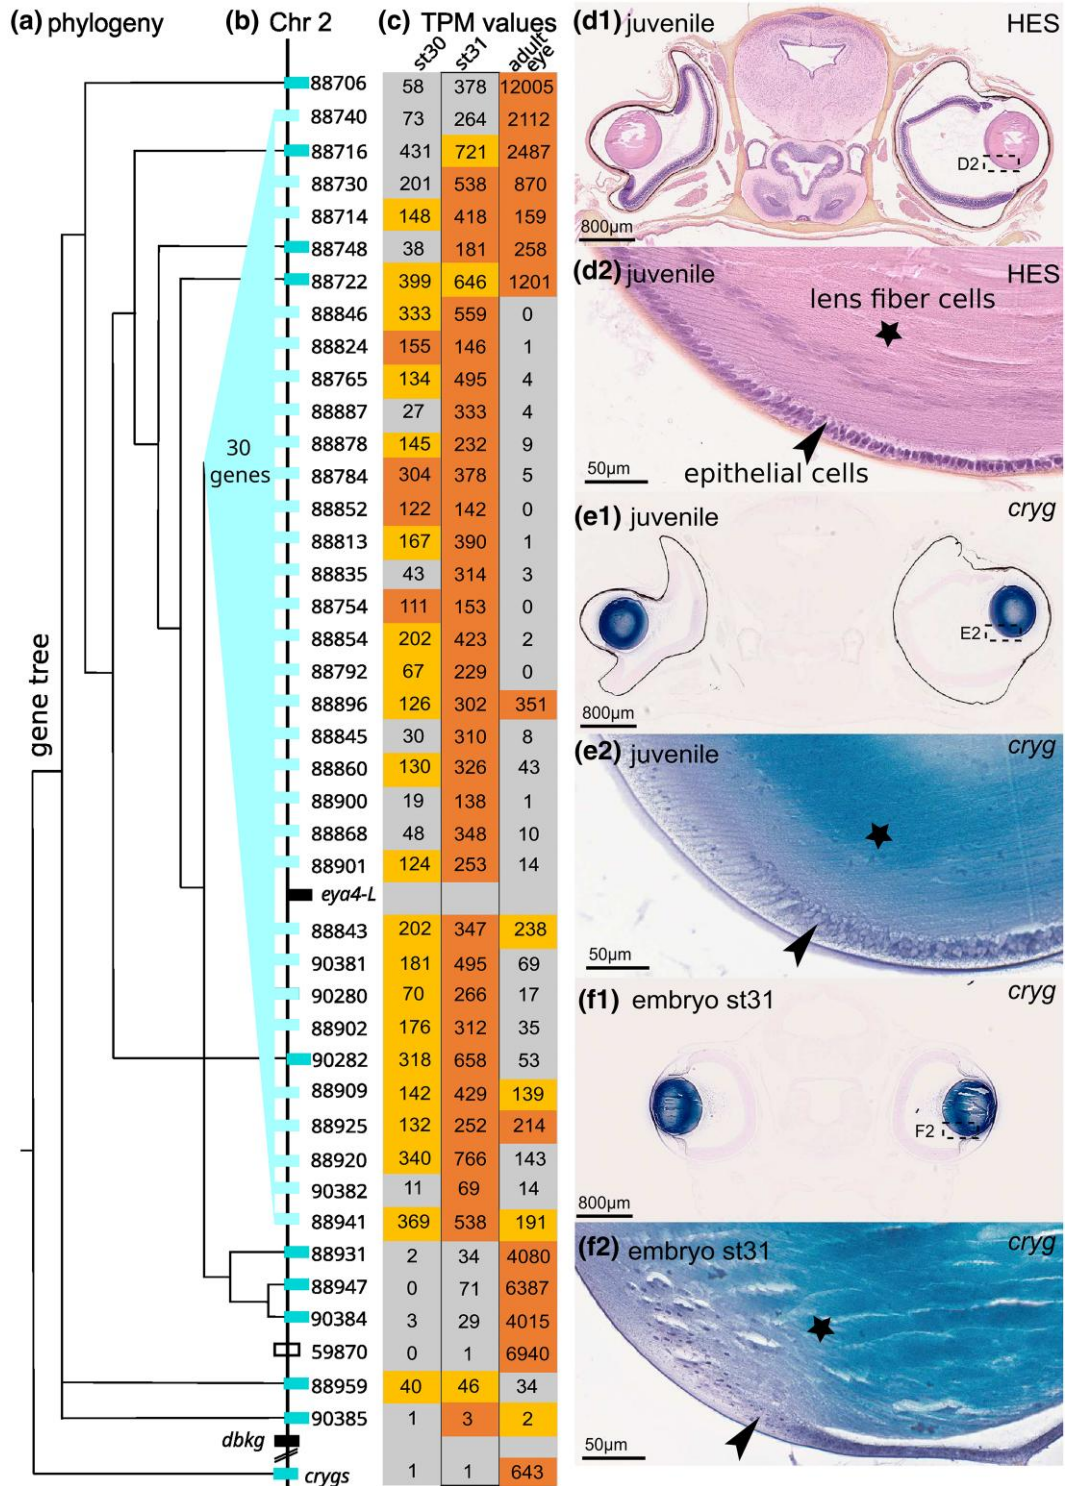 (a) phylogeny (b) Chr 2 (c) TPM values
st30 st31 adult eye
gene tree
30 genes
88706 58 378 12005
88740 73 264 2112
88716 431 721 2487
88730 201 538 870
88714 148 418 159
88748 38 181 258
88722 399 646 1201
88846 333 559 0
88824 155 146 1
88765 134 495 4
88887 27 333 4
88878 145 232 9
88784 304 378 5
88852 122 142 0
88813 167 390 1
88835 43 314 3
88754 111 153 0
88854 202 423 2
88792 67 229 0
88896 126 302 351
88845 30 310 8
88860 130 326 43
88900 19 138 1
88868 48 348 10
88901 124 253 14
eya4-L
88843 202 347 238
90381 181 495 69
90280 70 266 17
88902 176 312 35
90282 318 658 53
88909 142 429 139
88925 132 252 214
88920 340 766 143
90382 11 69 14
88941 369 538 191
88931 2 34 4080
88947 0 71 6387
90384 3 29 4015
59870 0 1 6940
88959 40 46 34
90385 1 3 2
dbkg
crygs 1 1 643
(d1) juvenile HES
D2
800µm
(d2) juvenile HES
lens fiber cells
epithelial cells
50µm
(e1) juvenile cryg
E2
800µm
(e2) juvenile cryg
50µm
(f1) embryo st31 cryg
F2
800µm
(f2) embryo st31 cryg
50µm